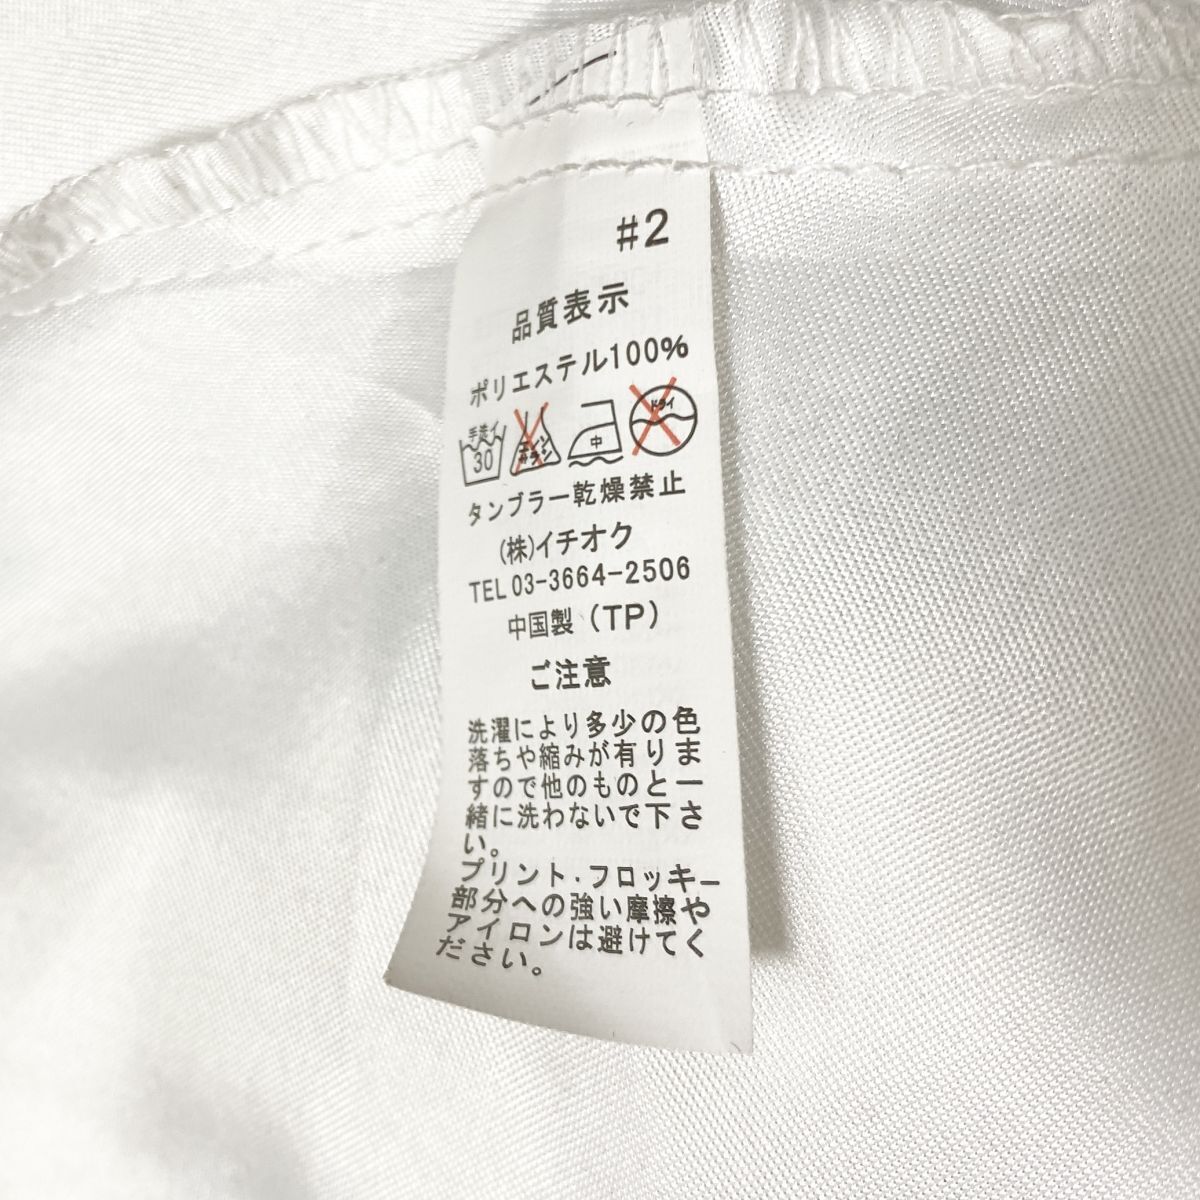 #2
品質表示
ポリエステル100%
手洗イ 30 エンソサラシ 中 ドライ
タンブラー乾燥禁止
(株)イチオク
TEL 03-3664-2506
中国製(TP)
ご注意
洗濯により多少の色
落ちや縮みが有りま
すので他のものと一
緒に洗わないで下さ
い。
プリント・フロッキー
部分への強い摩擦や
アイロンは避けてく
ださい。